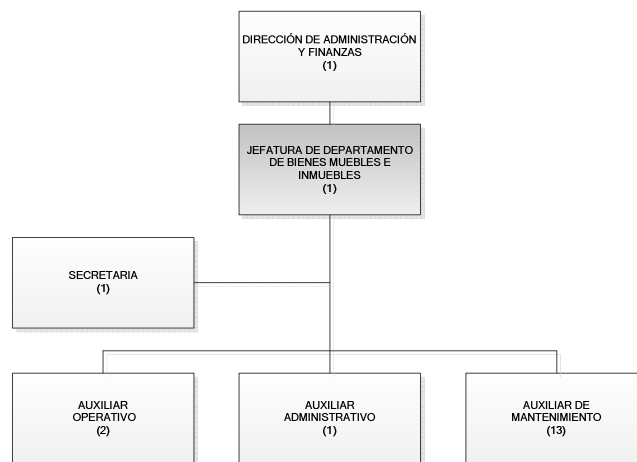 DIRECCIÓN DE ADMINISTRACIÓN
Y FINANZAS
(1)
JEFATURA DE DEPARTAMENTO
DE BIENES MUEBLES E
INMUEBLES
(1)
SECRETARIA
(1)
AUXILIAR
OPERATIVO
(2)
AUXILIAR
ADMINISTRATIVO
(1)
AUXILIAR DE
MANTENIMIENTO
(13)